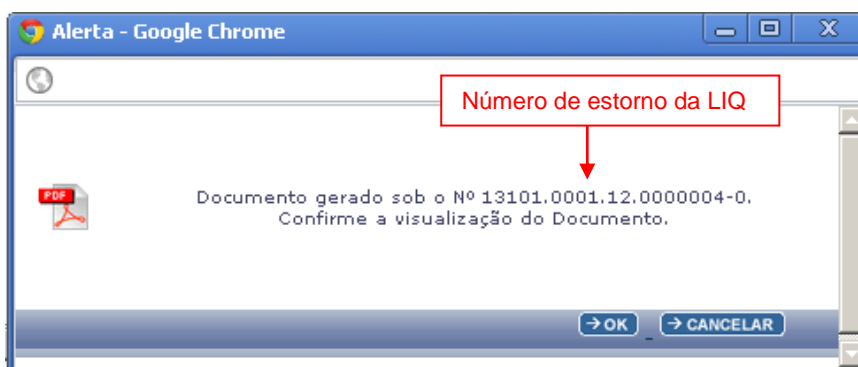 Alerta - Google Chrome
Número de estorno da LIQ
PDF
Documento gerado sob o Nº 13101.0001.12.0000004-0.
Confirme a visualização do Documento.
OK
CANCELAR